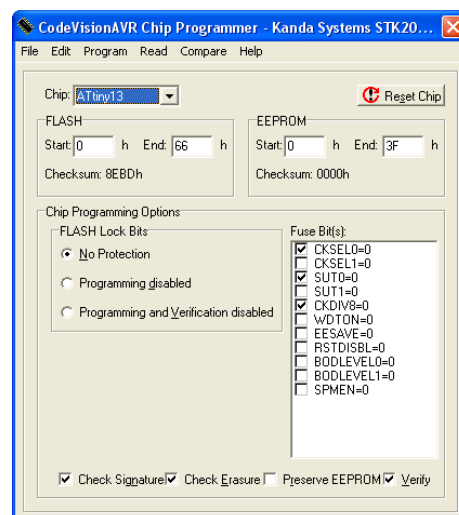 CodeVisionAVR Chip Programmer - Kanda Systems STK20...
File Edit Program Read Compare Help
Chip: ATtiny13 Reset Chip
FLASH EEPROM
Start: 0 h End: 66 h Start: 0 h End: 3F h
Checksum: 8EBDh Checksum: 0000h
Chip Programming Options
FLASH Lock Bits
No Protection
Programming disabled
Programming and Verification disabled
Fuse Bit(s):
CKSEL0=0
CKSEL1=0
SUT0=0
SUT1=0
CKDIV8=0
WDTON=0
EESAVE=0
RSTDISBL=0
BODLEVEL0=0
BODLEVEL1=0
SPMEN=0
Check Signature Check Erasure Preserve EEPROM Verify